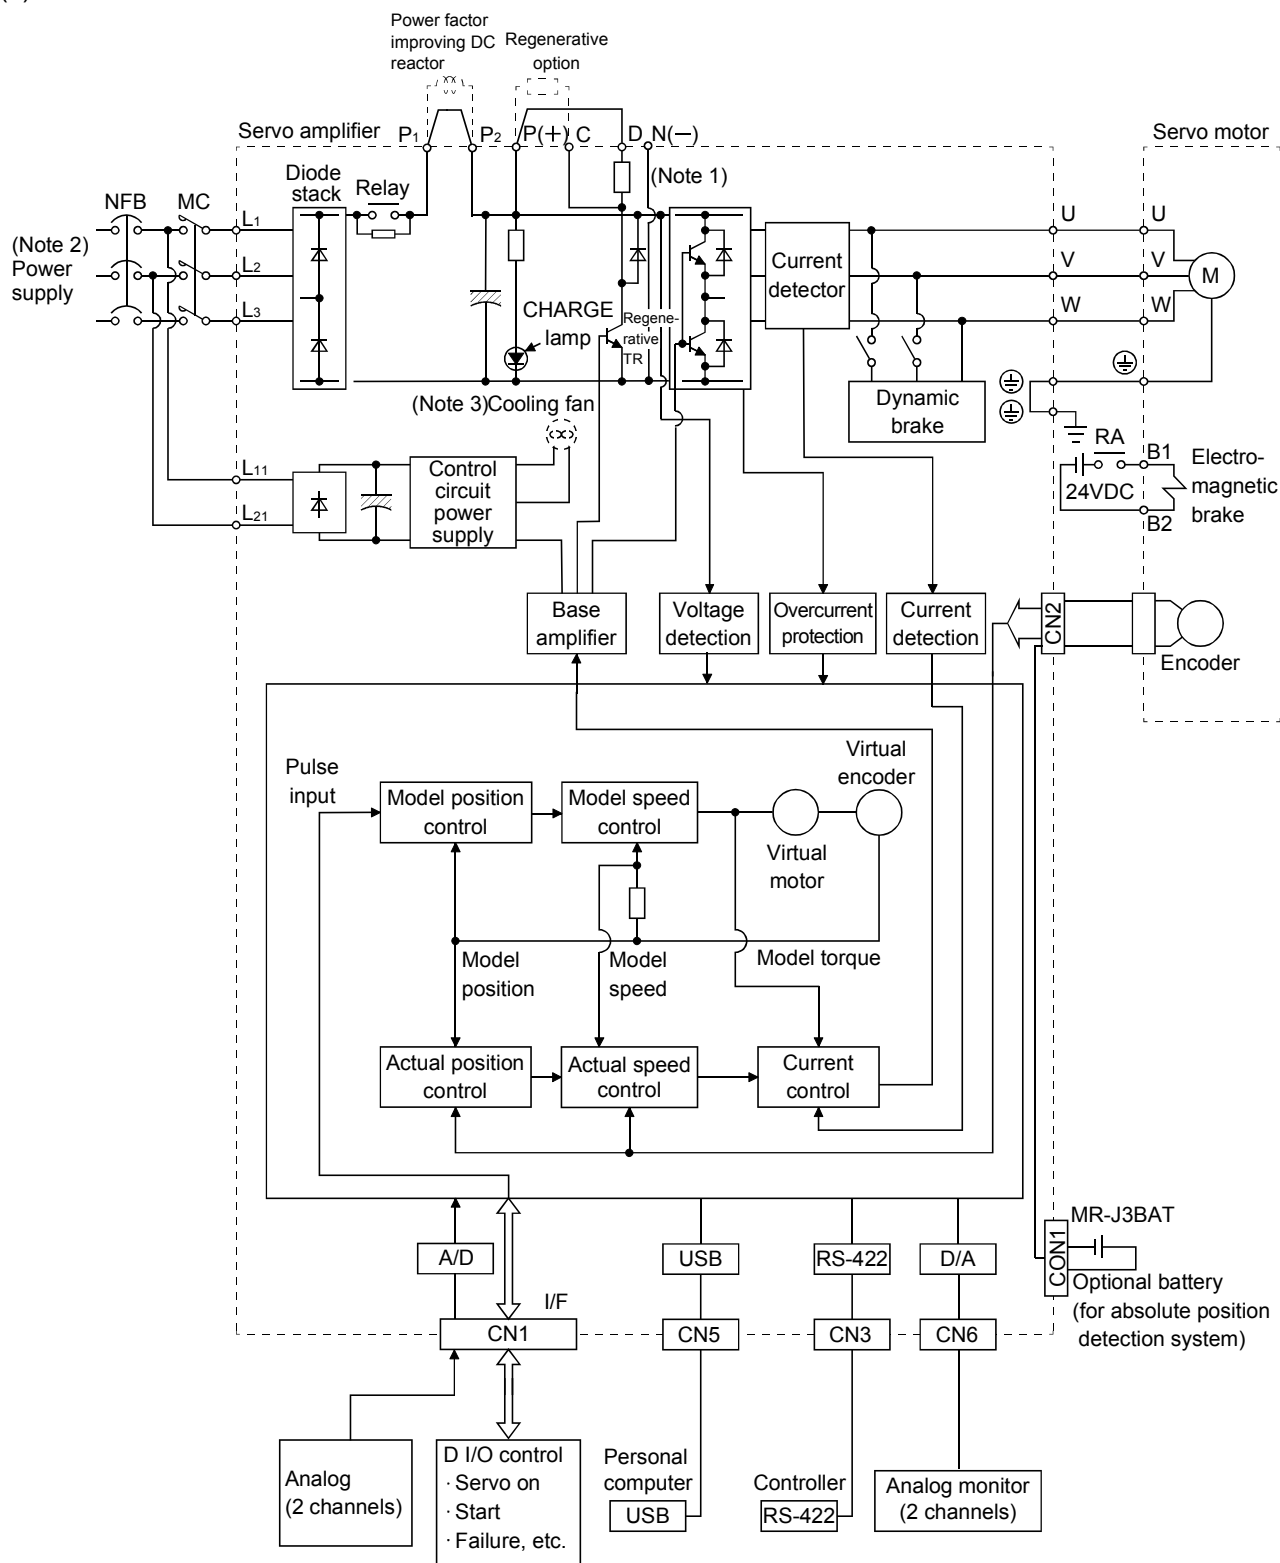 Power factor
improving DC
reactor
Regenerative
option
Servo amplifier
P1
P2
P(+)
C
D
N(−)
Servo motor
Diode
stack
Relay
(Note 1)
NFB
MC
L1
(Note 2)
Power
supply
L2
L3
Current
detector
U
U
V
V
W
W
M
CHARGE
lamp
Regene-
rative
TR
(Note 3)Cooling fan
Dynamic
brake
RA
24VDC
B1
B2
Electro-
magnetic
brake
L11
L21
Control
circuit
power
supply
Base
amplifier
Voltage
detection
Overcurrent
protection
Current
detection
CN2
Encoder
Pulse
input
Model position
control
Model speed
control
Virtual
encoder
Virtual
motor
Model
position
Model
speed
Model torque
Actual position
control
Actual speed
control
Current
control
A/D
USB
RS-422
D/A
I/F
CN1
CN5
CN3
CN6
CON1
MR-J3BAT
Optional battery
(for absolute position
detection system)
Analog
(2 channels)
D I/O control
·Servo on
·Start
·Failure, etc.
Personal
computer
USB
Controller
RS-422
Analog monitor
(2 channels)